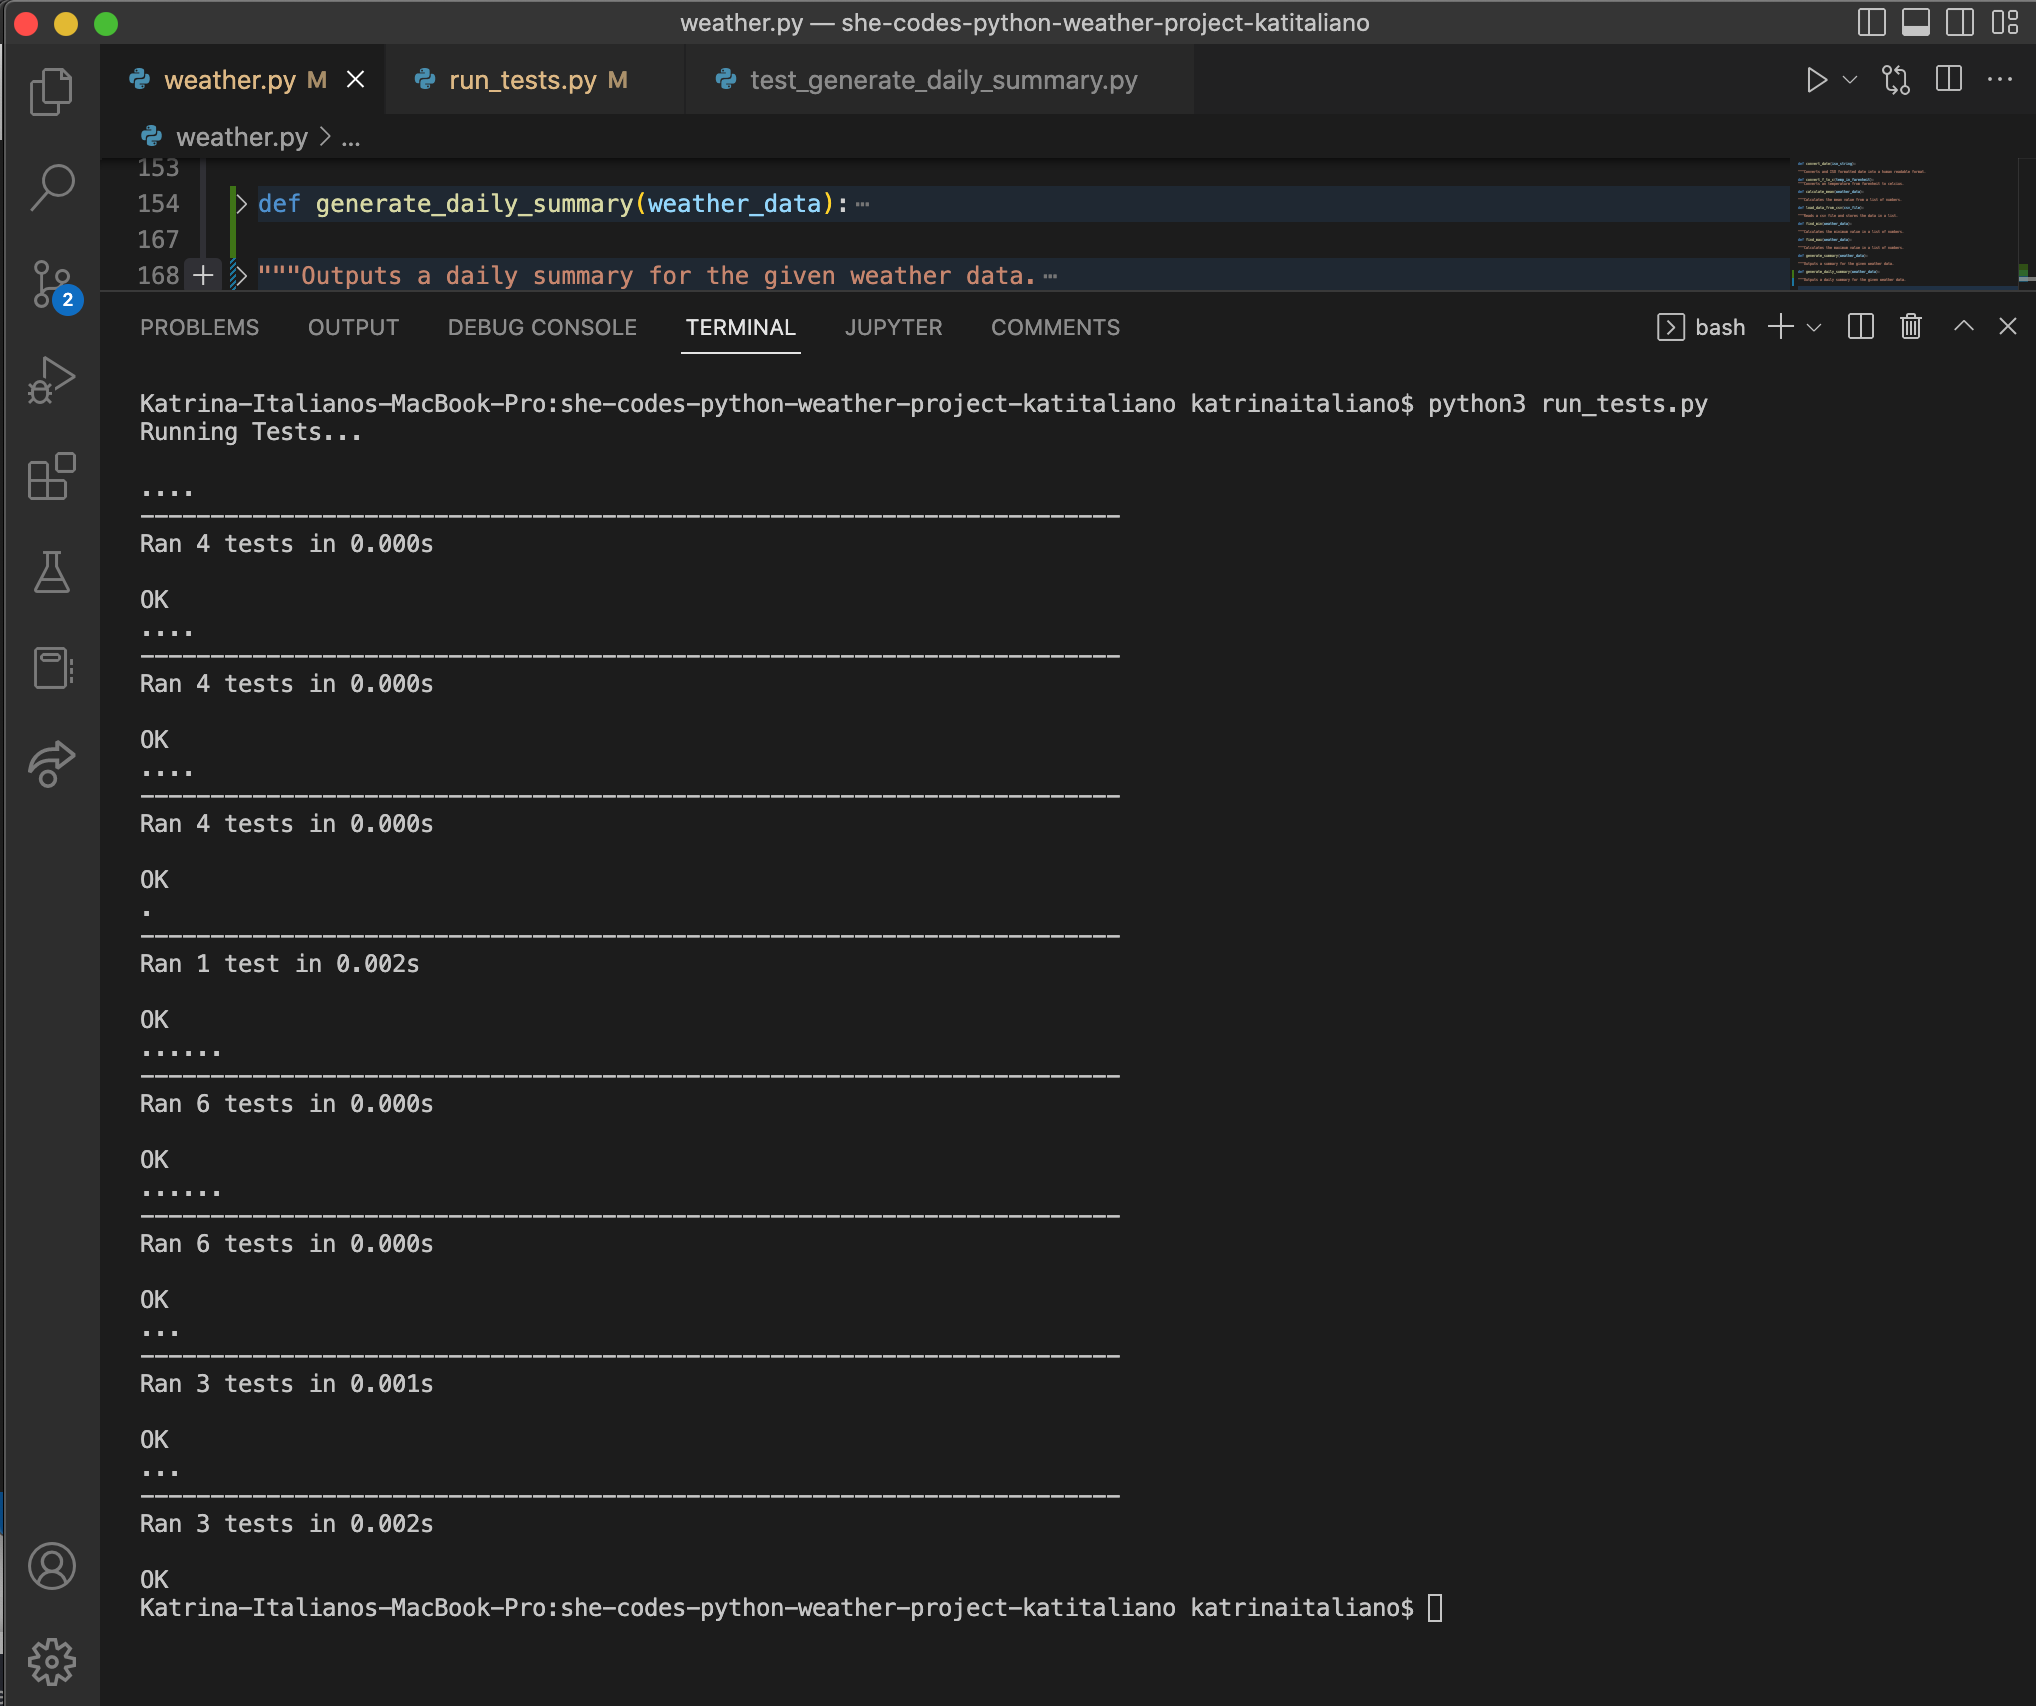 weather.py — she-codes-python-weather-project-katitaliano
weather.py M
run_tests.py M
test_generate_daily_summary.py
weather.py > ...
153
154 def generate_daily_summary(weather_data):
167
168 """Outputs a daily summary for the given weather data.
2
PROBLEMS OUTPUT DEBUG CONSOLE TERMINAL JUPYTER COMMENTS bash
Katrina-Italianos-MacBook-Pro:she-codes-python-weather-project-katitaliano katrinaitaliano$ python3 run_tests.py
Running Tests...
....
----------------------------------------------------------------------
Ran 4 tests in 0.000s
OK
....
----------------------------------------------------------------------
Ran 4 tests in 0.000s
OK
....
----------------------------------------------------------------------
Ran 4 tests in 0.000s
OK
.
----------------------------------------------------------------------
Ran 1 test in 0.002s
OK
......
----------------------------------------------------------------------
Ran 6 tests in 0.000s
OK
......
----------------------------------------------------------------------
Ran 6 tests in 0.000s
OK
...
----------------------------------------------------------------------
Ran 3 tests in 0.001s
OK
...
----------------------------------------------------------------------
Ran 3 tests in 0.002s
OK
Katrina-Italianos-MacBook-Pro:she-codes-python-weather-project-katitaliano katrinaitaliano$